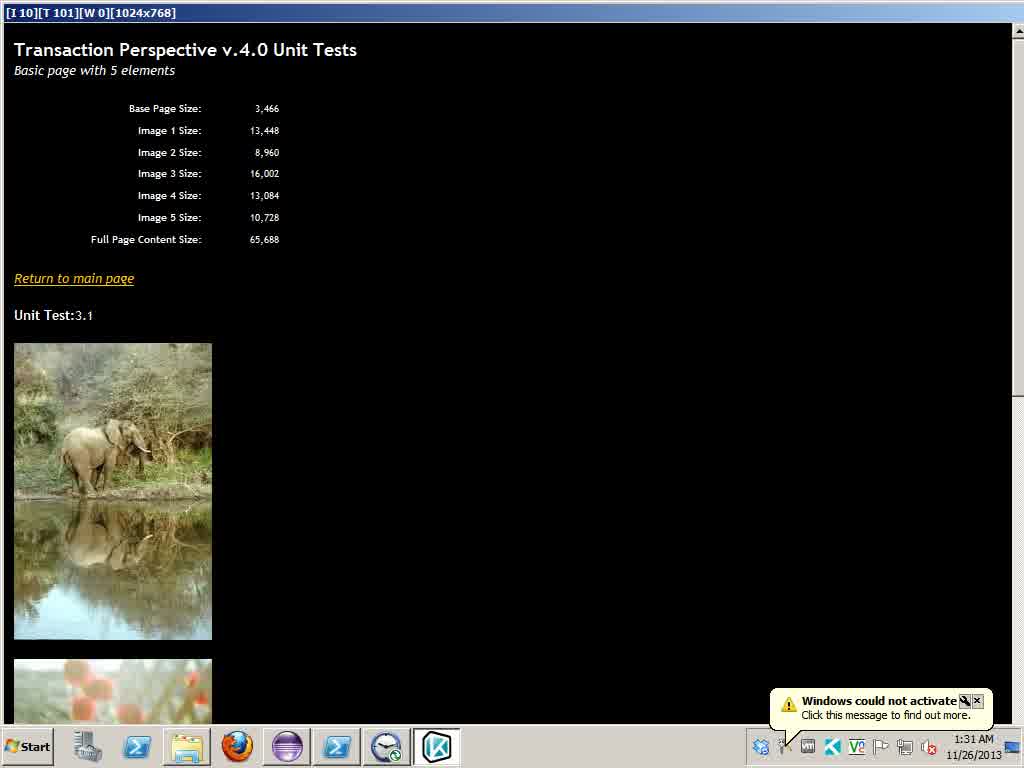 [I 10][T 101][W 0][1024x768]
Transaction Perspective v.4.0 Unit Tests
Basic page with 5 elements
Base Page Size: 3,466
Image 1 Size: 13,448
Image 2 Size: 8,960
Image 3 Size: 16,002
Image 4 Size: 13,084
Image 5 Size: 10,728
Full Page Content Size: 65,688
Return to main page
Unit Test:3.1
Windows could not activate
Click this message to find out more.
Start
1:31 AM
11/26/2013